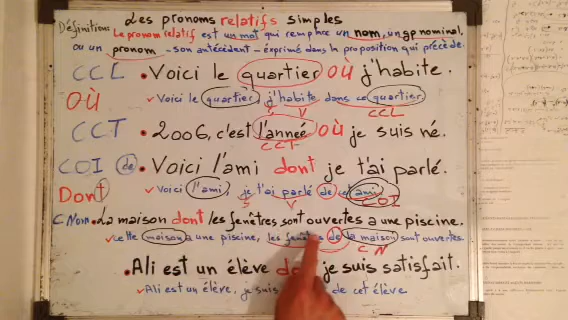 Les pronoms relatifs simples
Définition: Le pronom relatif est un mot qui remplace un nom, un gp nominal,
ou un pronom - son antécédent - exprimé dans la proposition qui précède.
CCL • Voici le quartier où j'habite.
OÙ ✓ Voici le quartier, j'habite dans ce quartier
S V CCL
CCT • 2006, c'est l'année où je suis né.
CCT
COI de • Voici l'ami dont je t'ai parlé.
Dont ✓ Voici l'ami, je t'ai parlé de cet ami
S V COI
C.Nom • La maison dont les fenêtres sont ouvertes a une piscine.
✓ Cette maison a une piscine, les fenêtres de la maison sont ouvertes.
C N
• Ali est un élève je suis satisfait.
✓ Ali est un élève, je suis de cet élève